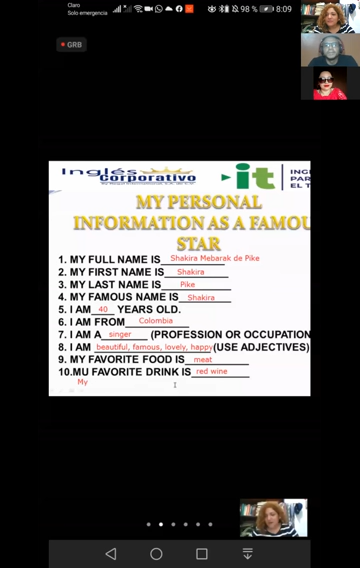 Claro
Solo emergencia
98 %
8:09
GRB
Inglés
Corporativo
it
INGL
PAR
EL T
MY PERSONAL
INFORMATION AS A FAMOU
STAR
1. MY FULL NAME IS Shakira Mebarak de Pike
2. MY FIRST NAME IS Shakira
3. MY LAST NAME IS Pike
4. MY FAMOUS NAME IS Shakira
5. I AM 40 YEARS OLD.
6. I AM FROM Colombia
7. I AM A singer (PROFESSION OR OCCUPATION
8. I AM beautiful, famous, lovely, happy (USE ADJECTIVES)
9. MY FAVORITE FOOD IS meat
10.MU FAVORITE DRINK IS red wine
My